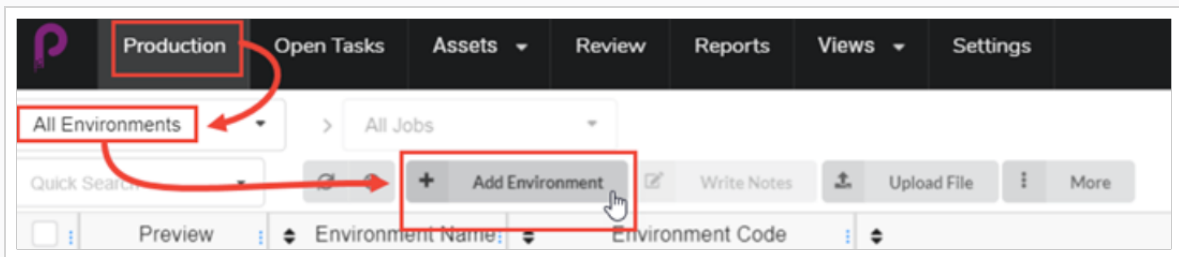 Production Open Tasks Assets Review Reports Views Settings
All Environments > All Jobs
Quick Search + Add Environment Write Notes Upload File More
Preview Environment Name Environment Code